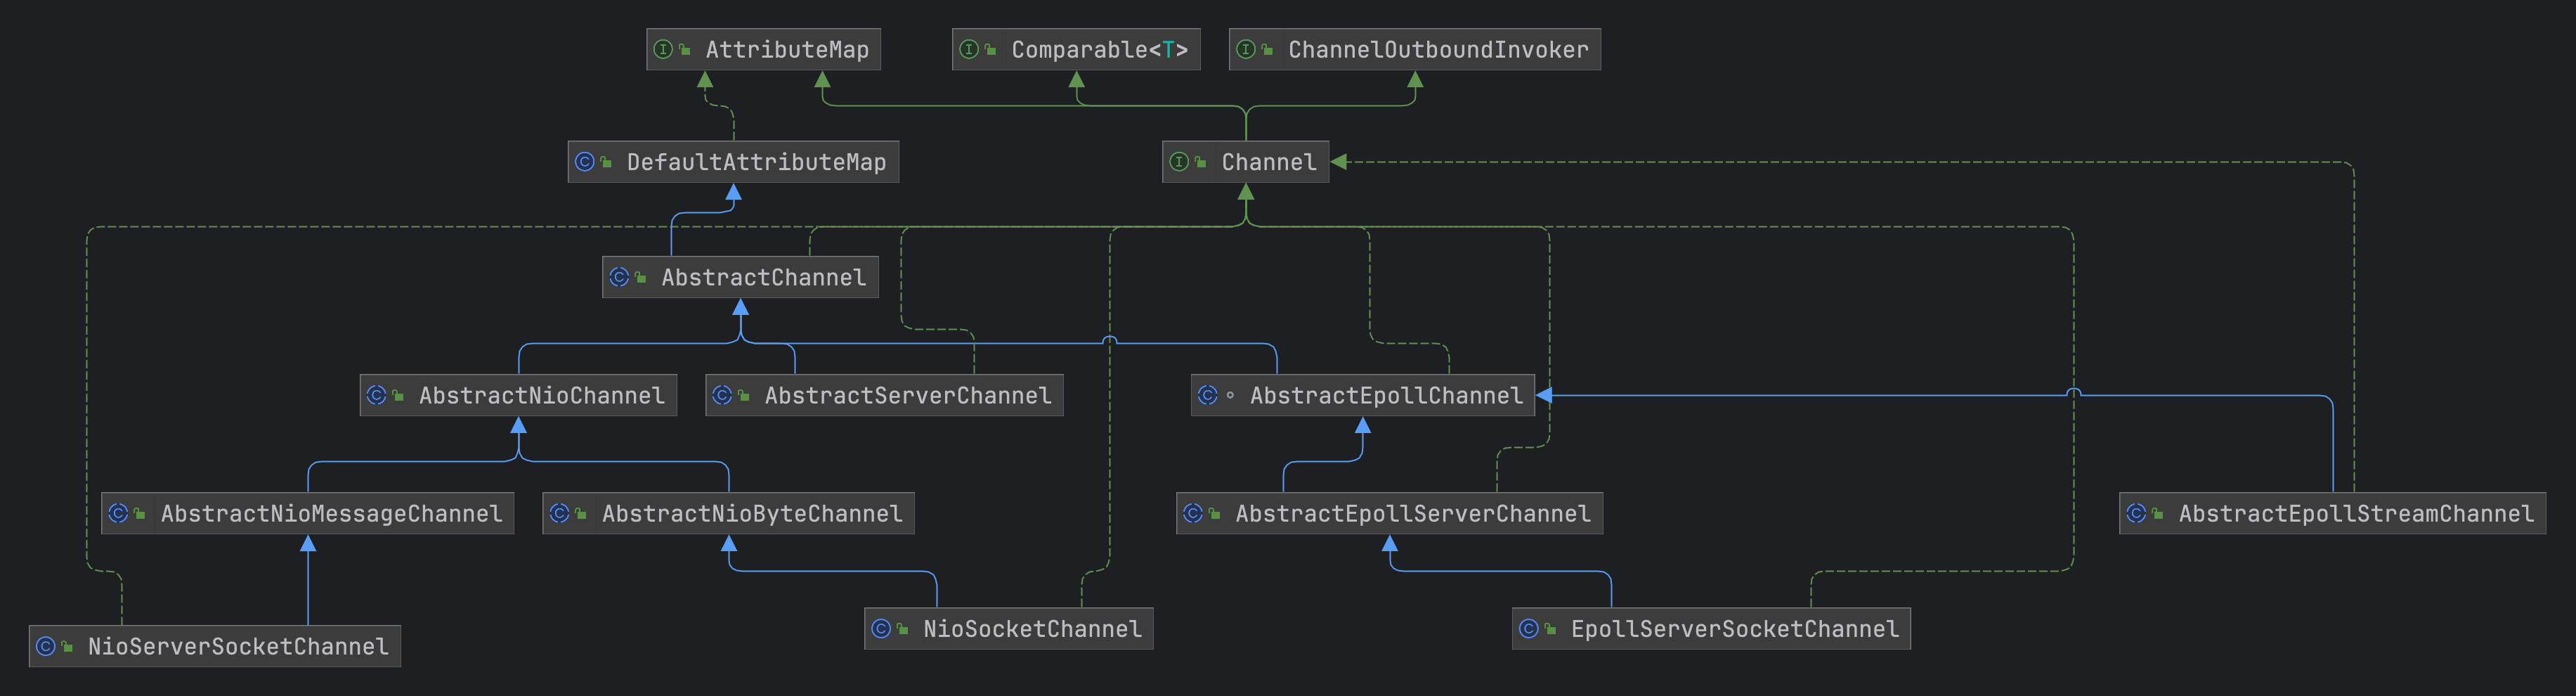 AttributeMap
Comparable<T>
ChannelOutboundInvoker
DefaultAttributeMap
Channel
AbstractChannel
AbstractNioChannel
AbstractServerChannel
AbstractEpollChannel
AbstractNioMessageChannel
AbstractNioByteChannel
AbstractEpollServerChannel
AbstractEpollStreamChannel
NioServerSocketChannel
NioSocketChannel
EpollServerSocketChannel